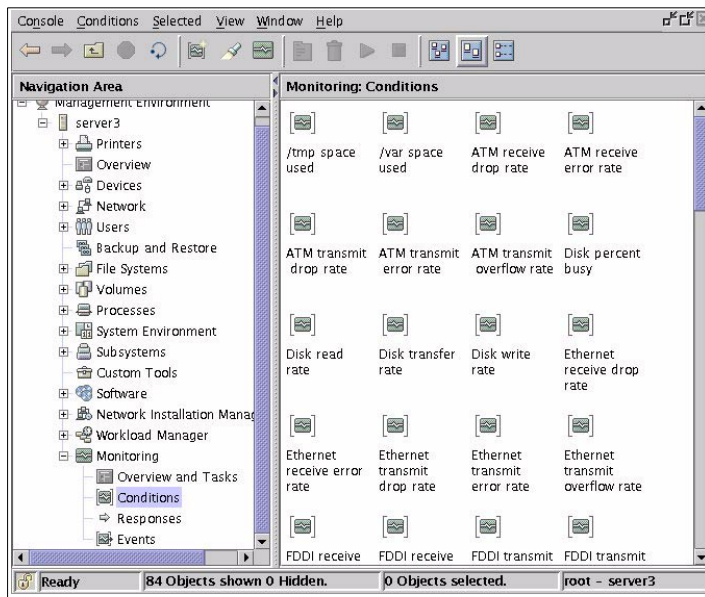 Console Conditions Selected View Window Help
Navigation Area
Management Environment
server3
Printers
Overview
Devices
Network
Users
Backup and Restore
File Systems
Volumes
Processes
System Environment
Subsystems
Custom Tools
Software
Network Installation Manag
Workload Manager
Monitoring
Overview and Tasks
Conditions
Responses
Events
Monitoring: Conditions
/tmp space used
/var space used
ATM receive drop rate
ATM receive error rate
ATM transmit drop rate
ATM transmit error rate
ATM transmit overflow rate
Disk percent busy
Disk read rate
Disk transfer rate
Disk write rate
Ethernet receive drop rate
Ethernet receive error rate
Ethernet transmit drop rate
Ethernet transmit error rate
Ethernet transmit overflow rate
FDDI receive
FDDI receive
FDDI transmit
FDDI transmit
Ready
84 Objects shown 0 Hidden.
0 Objects selected.
root - server3